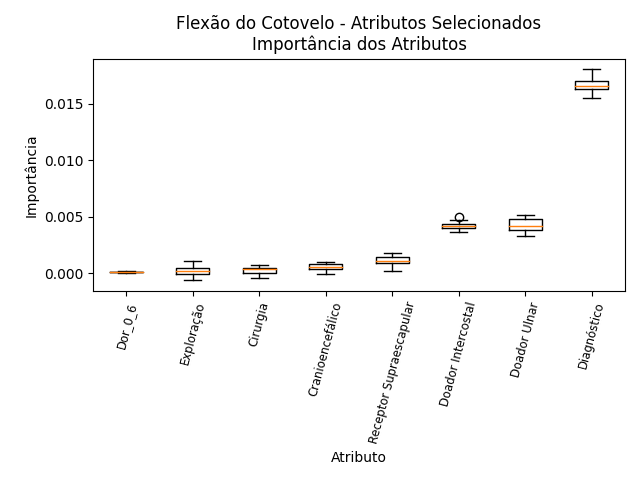 Flexão do Cotovelo - Atributos Selecionados
Importância dos Atributos
Importância
0.015
0.010
0.005
0.000
Dor_0_6
Exploração
Cirurgia
Cranioencefálico
Receptor Supraescapular
Doador Intercostal
Doador Ulnar
Diagnóstico
Atributo